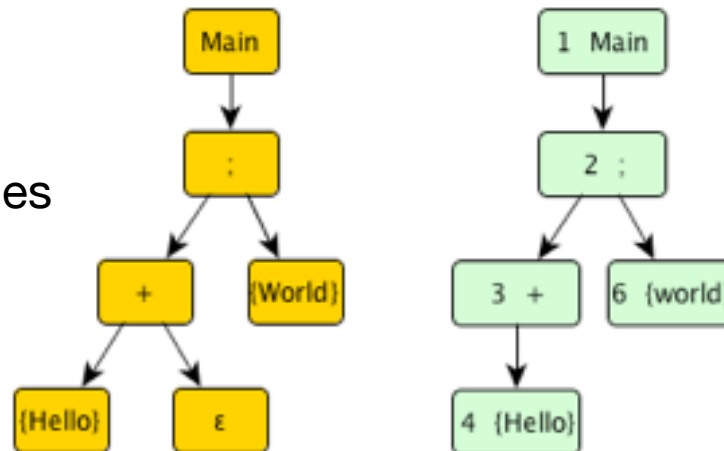 Main
1 Main
;
2 ;
es
+
{World}
3 +
6 {world
{Hello}
ε
4 {Hello}